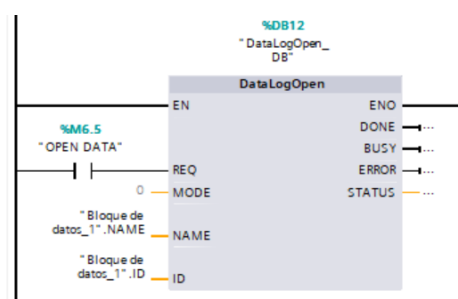 %DB12
"DataLogOpen_
DB"
DataLogOpen
EN
ENO
DONE
...
%M6.5
"OPEN DATA"
BUSY
...
REQ
ERROR
...
0
MODE
STATUS
...
"Bloque de
datos_1".NAME
NAME
"Bloque de
datos_1".ID
ID